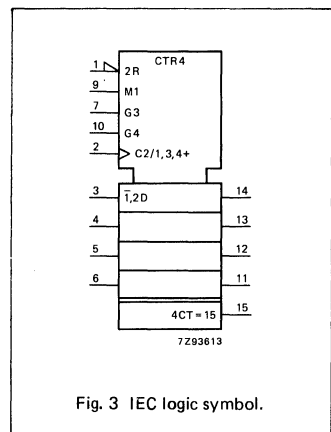 CTR4
1 2R
9 M1
7 G3
10 G4
2 C2/1,3,4+
3 1̅,2D 14
4 13
5 12
6 11
4CT = 15 15
7Z93613
Fig. 3 IEC logic symbol.